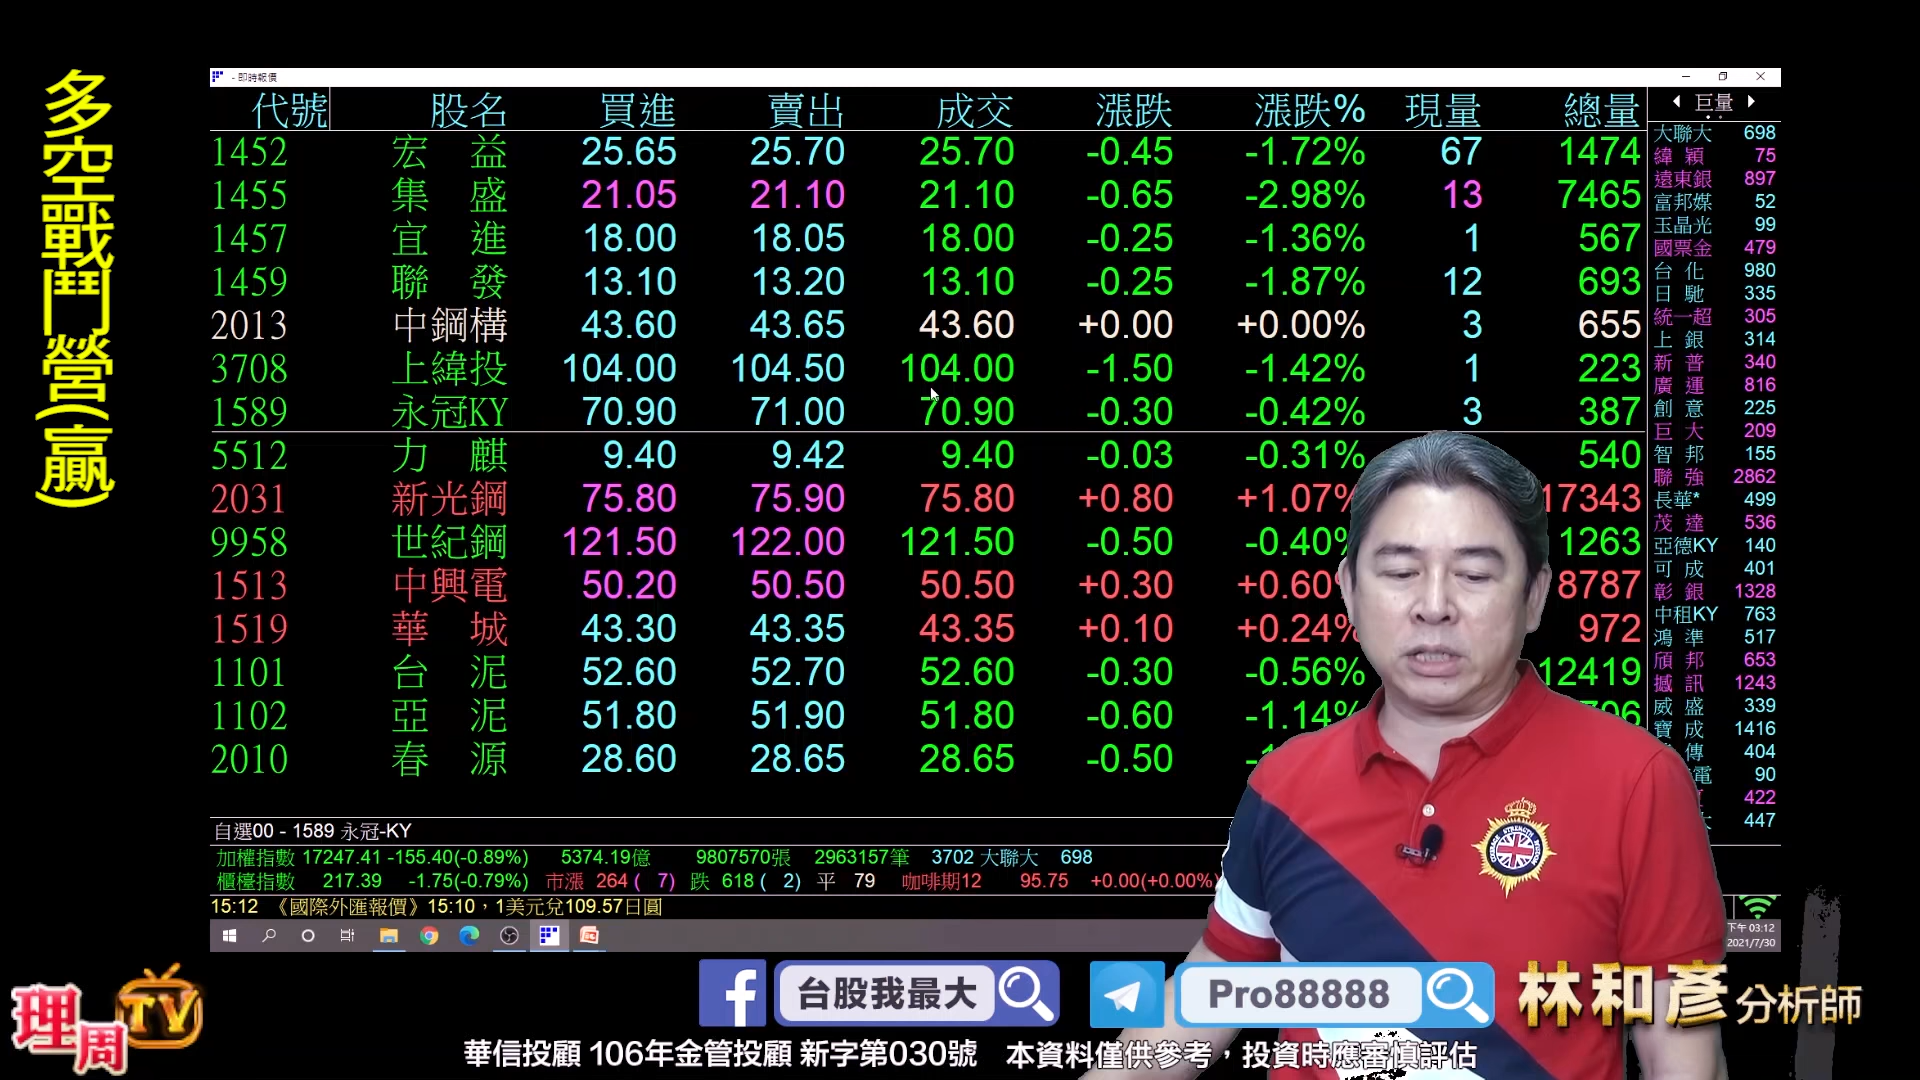 多空戰鬥營(贏)
- 即時報價
代號 股名 買進 賣出 成交 漲跌 漲跌% 現量 總量
1452 宏 益 25.65 25.70 25.70 -0.45 -1.72% 67 1474
1455 集 盛 21.05 21.10 21.10 -0.65 -2.98% 13 7465
1457 宜 進 18.00 18.05 18.00 -0.25 -1.36% 1 567
1459 聯 發 13.10 13.20 13.10 -0.25 -1.87% 12 693
2013 中鋼構 43.60 43.65 43.60 +0.00 +0.00% 3 655
3708 上緯投 104.00 104.50 104.00 -1.50 -1.42% 1 223
1589 永冠KY 70.90 71.00 70.90 -0.30 -0.42% 3 387
5512 力 麒 9.40 9.42 9.40 -0.03 -0.31% 540
2031 新光鋼 75.80 75.90 75.80 +0.80 +1.07% 17343
9958 世紀鋼 121.50 122.00 121.50 -0.50 -0.40% 1263
1513 中興電 50.20 50.50 50.50 +0.30 +0.60% 8787
1519 華 城 43.30 43.35 43.35 +0.10 +0.24% 972
1101 台 泥 52.60 52.70 52.60 -0.30 -0.56% 12419
1102 亞 泥 51.80 51.90 51.80 -0.60 -1.14%
2010 春 源 28.60 28.65 28.65 -0.50
巨量
大聯大 698
緯 穎 75
遠東銀 897
富邦媒 52
玉晶光 99
國票金 479
台 化 980
日 馳 335
統一超 305
上 銀 314
新 普 340
廣 運 816
創 意 225
巨 大 209
智 邦 155
聯 強 2862
長華* 499
茂 達 536
亞德KY 140
可 成 401
彰 銀 1328
中租KY 763
鴻 準 517
頎 邦 653
撼 訊 1243
威 盛 339
寶 成 1416
傳 404
電 90
422
447
自選00 - 1589 永冠-KY
加權指數 17247.41 -155.40(-0.89%) 5374.19億 9807570張 2963157筆 3702 大聯大 698
櫃檯指數 217.39 -1.75(-0.79%) 市漲 264 ( 7) 跌 618 ( 2) 平 79 咖啡期12 95.75 +0.00(+0.00%)
15:12 《國際外匯報價》15:10，1美元兌109.57日圓
下午 03:12
2021/7/30
理周TV
台股我最大
Pro88888
林和彥 分析師
華信投顧 106年金管投顧 新字第030號 本資料僅供參考，投資時應審慎評估